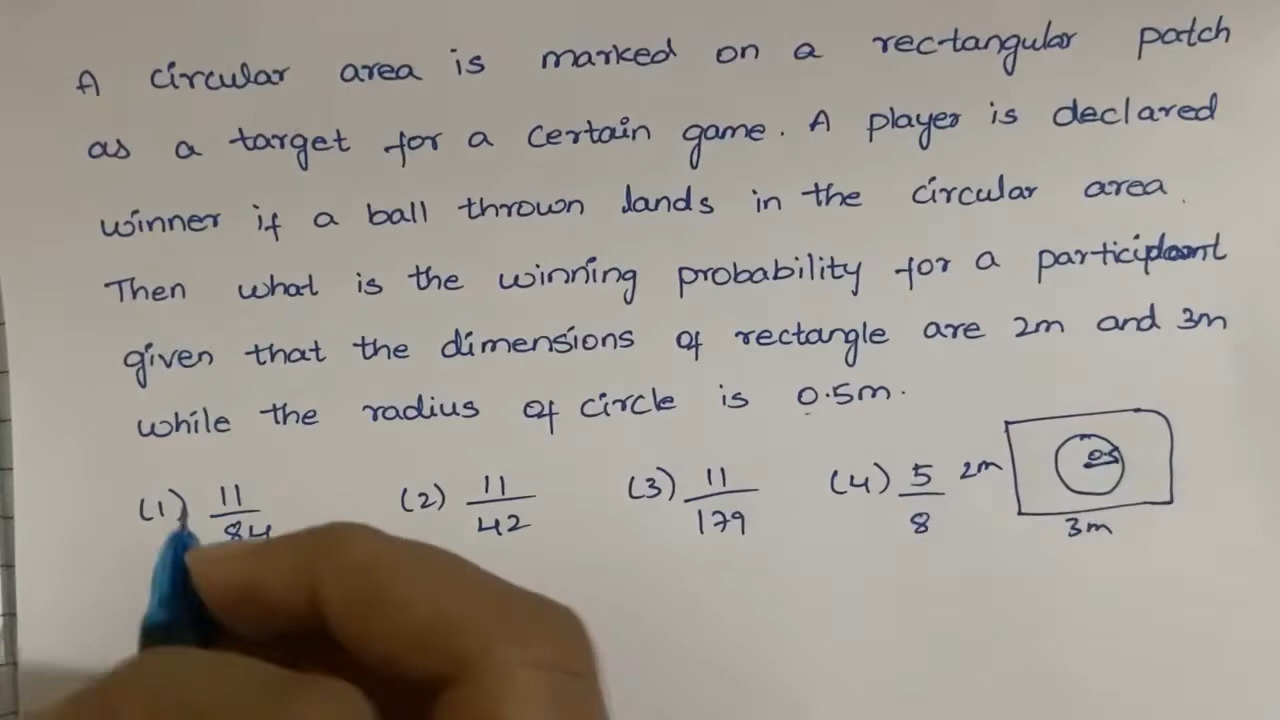 A circular area is marked on a rectangular patch
as a target for a certain game. A player is declared
winner if a ball thrown lands in the circular area.
Then what is the winning probability for a participant
given that the dimensions of rectangle are 2m and 3m
while the radius of circle is 0.5m.
(1) 11/84 (2) 11/42 (3) 11/179 (4) 5/8 2m 0.5
3m